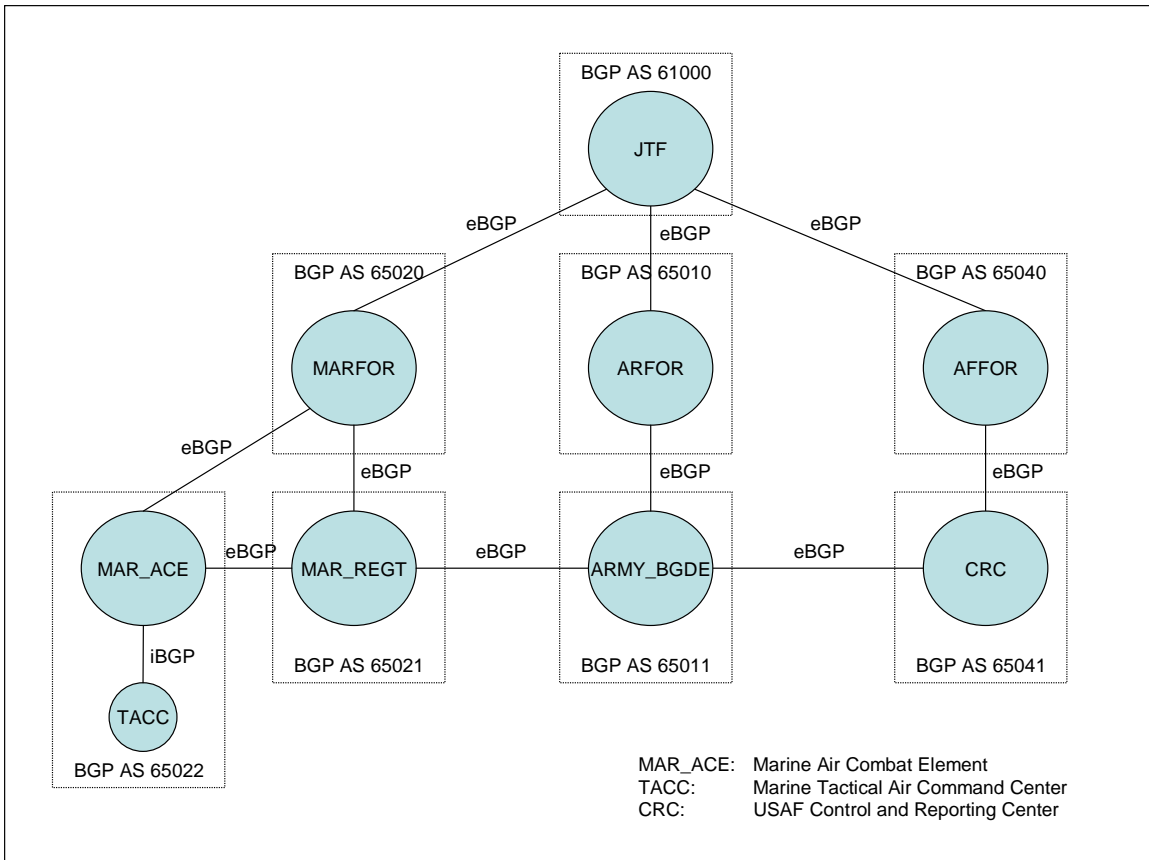 BGP AS 61000
JTF
eBGP
eBGP
eBGP
BGP AS 65020
BGP AS 65010
BGP AS 65040
MARFOR
ARFOR
AFFOR
eBGP
eBGP
eBGP
eBGP
MAR_ACE
eBGP
MAR_REGT
eBGP
ARMY_BGDE
eBGP
CRC
iBGP
BGP AS 65021
BGP AS 65011
BGP AS 65041
TACC
BGP AS 65022
MAR_ACE: Marine Air Combat Element
TACC: Marine Tactical Air Command Center
CRC: USAF Control and Reporting Center